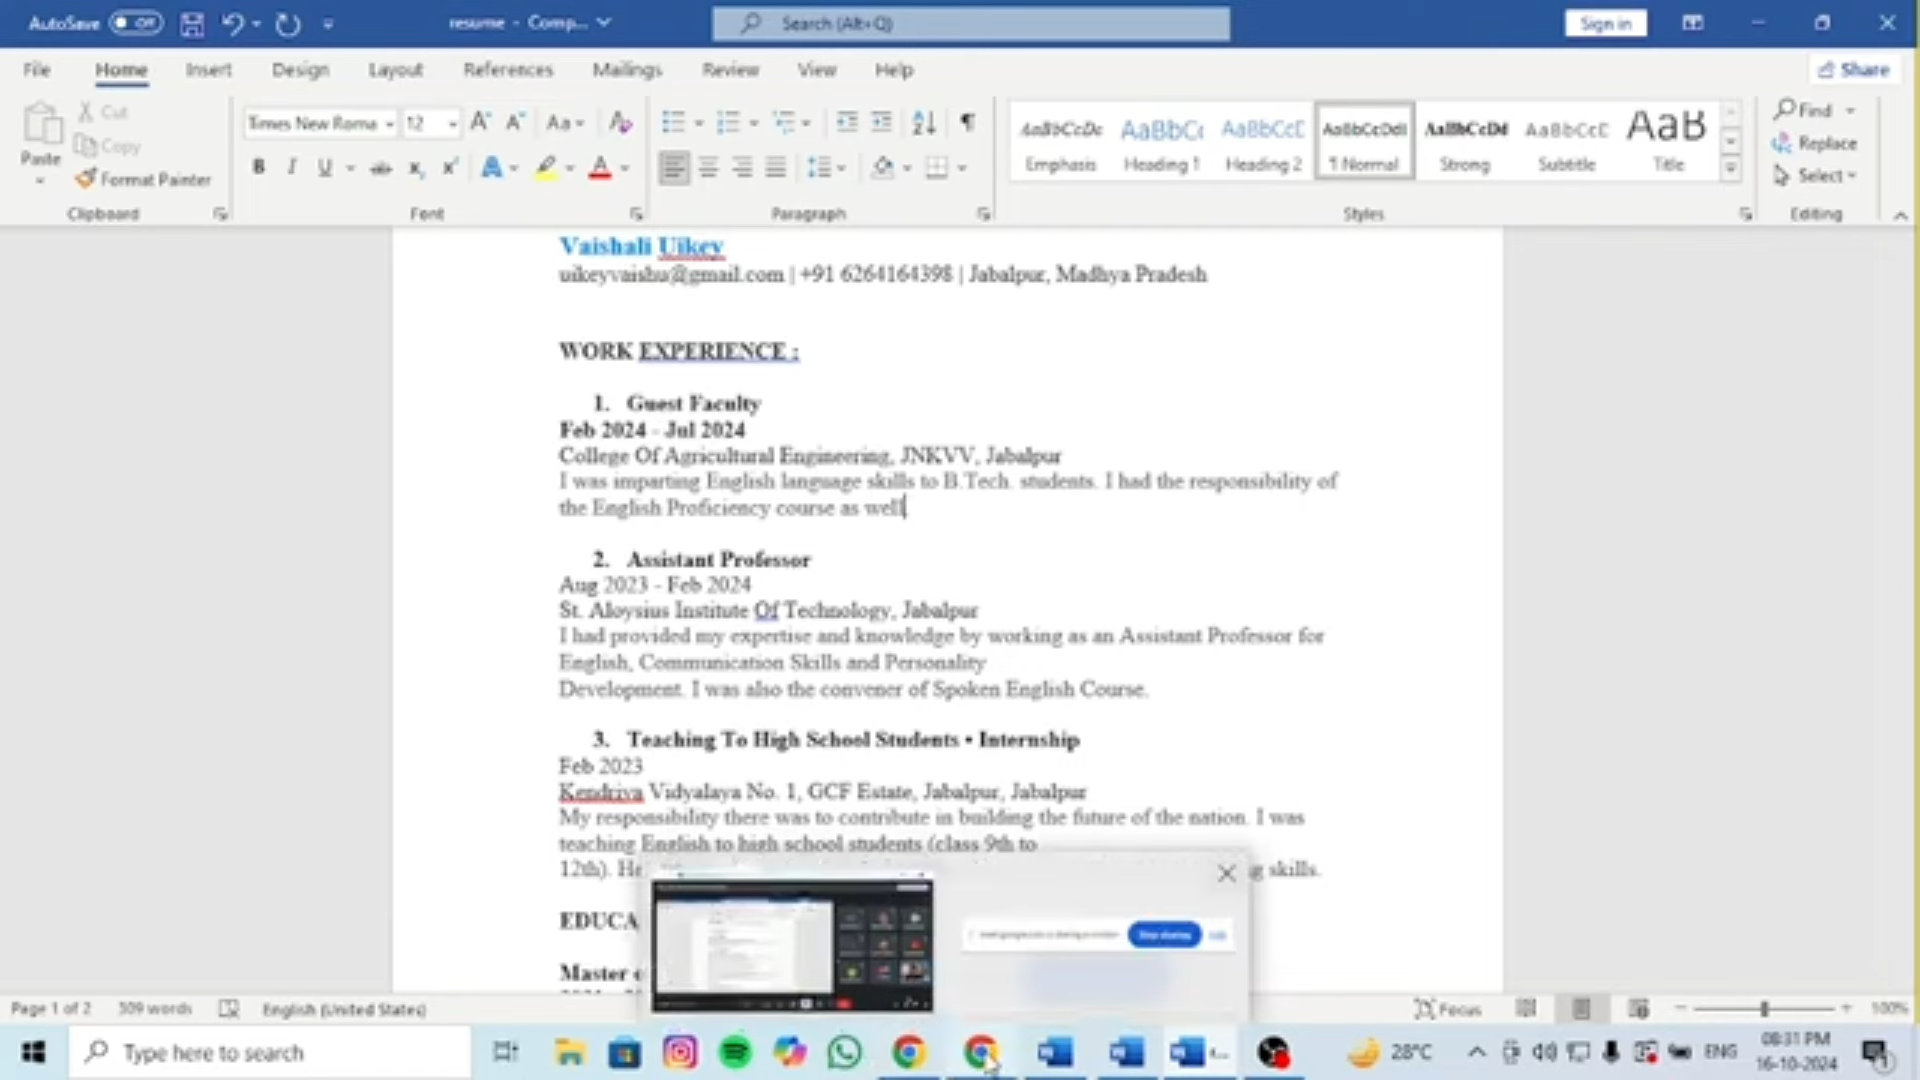 AutoSave Off resume - Comp... Search (Alt+Q) Sign in
File Home Insert Design Layout References Mailings Review View Help Share
Paste Cut Copy Format Painter
Times New Roma 12
AaBbCcDc AaBbCc AaBbCcE AaBbCcDdI AaBbCcDd AaBbCcE AaB
Emphasis Heading 1 Heading 2 ¶ Normal Strong Subtitle Title
Find Replace Select
Clipboard Font Paragraph Styles Editing
Vaishali Uikey
uikeyvaishu@gmail.com | +91 6264164398 | Jabalpur, Madhya Pradesh
WORK EXPERIENCE :
1. Guest Faculty
Feb 2024 - Jul 2024
College Of Agricultural Engineering, JNKVV, Jabalpur
I was imparting English language skills to B.Tech. students. I had the responsibility of
the English Proficiency course as well
2. Assistant Professor
Aug 2023 - Feb 2024
St. Aloysius Institute Of Technology, Jabalpur
I had provided my expertise and knowledge by working as an Assistant Professor for
English, Communication Skills and Personality
Development. I was also the convener of Spoken English Course.
3. Teaching To High School Students • Internship
Feb 2023
Kendriya Vidyalaya No. 1, GCF Estate, Jabalpur, Jabalpur
My responsibility there was to contribute in building the future of the nation. I was
teaching English to high school students (class 9th to
12th). He g skills.
EDUCA
Stop sharing
Master o
Page 1 of 2 309 words English (United States) Focus 100%
Type here to search 28°C ENG 08:31 PM
16-10-2024